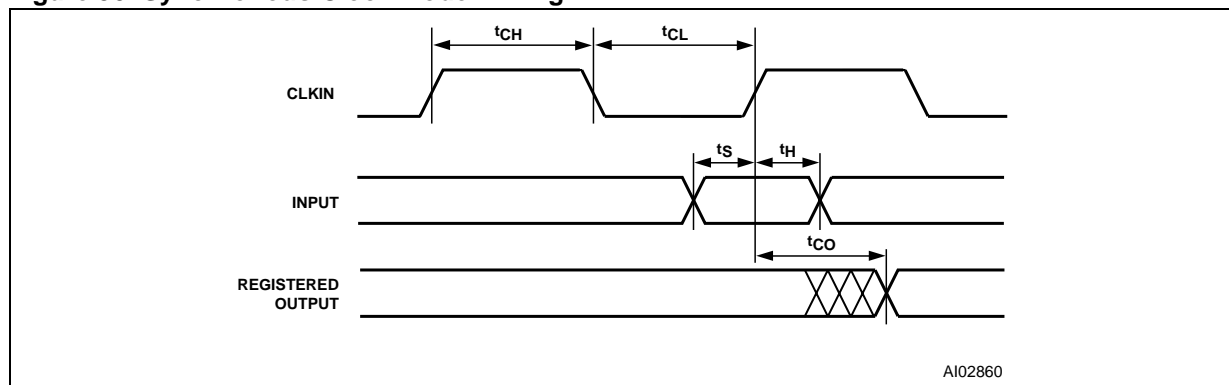 tCH
tCL
CLKIN
tS
tH
INPUT
tCO
REGISTERED
OUTPUT
AI02860